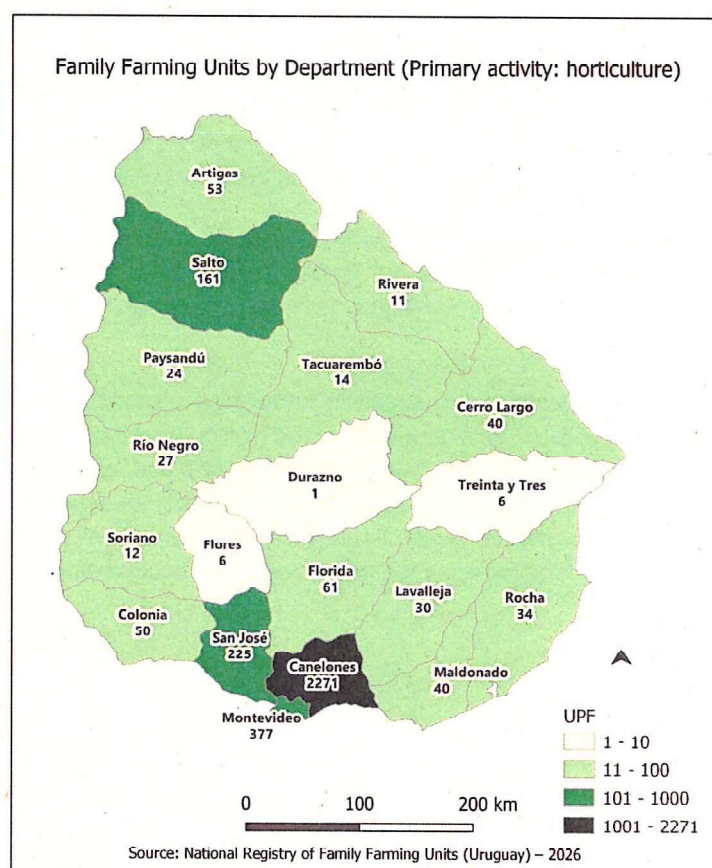 Family Farming Units by Department (Primary activity: horticulture)
Artigas
53
Salto
161
Rivera
11
Paysandú
24
Tacuarembó
14
Cerro Largo
40
Río Negro
27
Durazno
1
Treinta y Tres
6
Soriano
12
Flores
6
Florida
61
Lavalleja
30
Rocha
34
Colonia
50
San José
225
Canelones
2271
Maldonado
40
Montevideo
377
UPF
1 - 10
11 - 100
101 - 1000
1001 - 2271
0 100 200 km
Source: National Registry of Family Farming Units (Uruguay) – 2026